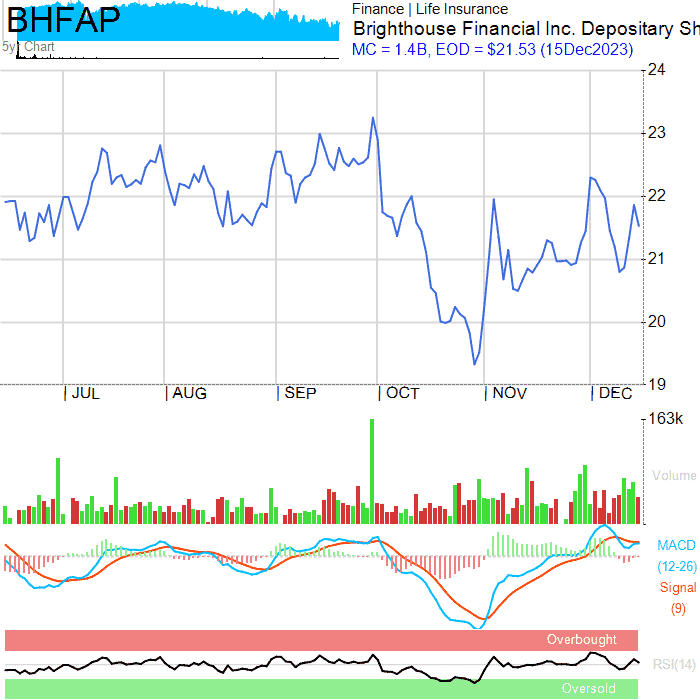 BHFAP
5yr Chart
Finance | Life Insurance
Brighthouse Financial Inc. Depositary Sh
MC = 1.4B, EOD = $21.53 (15Dec2023)
24
23
22
21
20
19
JUL AUG SEP OCT NOV DEC
163k
Volume
MACD
(12-26)
Signal
(9)
Overbought
RSI(14)
Oversold